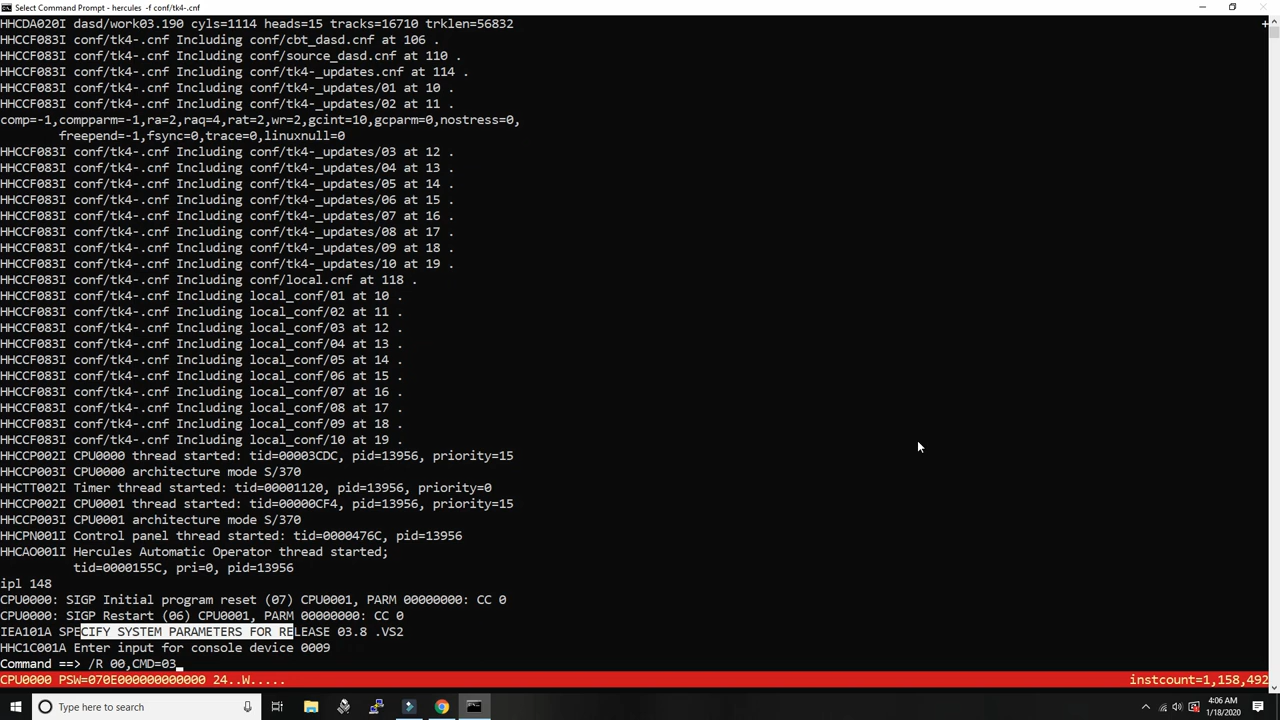 Select Command Prompt - hercules  -f conf/tk4-.cnf
HHCDA020I dasd/work03.190 cyls=1114 heads=15 tracks=16710 trklen=56832
HHCCF083I conf/tk4-.cnf Including conf/cbt_dasd.cnf at 106 .
HHCCF083I conf/tk4-.cnf Including conf/source_dasd.cnf at 110 .
HHCCF083I conf/tk4-.cnf Including conf/tk4-_updates.cnf at 114 .
HHCCF083I conf/tk4-.cnf Including conf/tk4-_updates/01 at 10 .
HHCCF083I conf/tk4-.cnf Including conf/tk4-_updates/02 at 11 .
comp=-1,compparm=-1,ra=2,raq=4,rat=2,wr=2,gcint=10,gcparm=0,nostress=0,
freepend=-1,fsync=0,trace=0,linuxnull=0
HHCCF083I conf/tk4-.cnf Including conf/tk4-_updates/03 at 12 .
HHCCF083I conf/tk4-.cnf Including conf/tk4-_updates/04 at 13 .
HHCCF083I conf/tk4-.cnf Including conf/tk4-_updates/05 at 14 .
HHCCF083I conf/tk4-.cnf Including conf/tk4-_updates/06 at 15 .
HHCCF083I conf/tk4-.cnf Including conf/tk4-_updates/07 at 16 .
HHCCF083I conf/tk4-.cnf Including conf/tk4-_updates/08 at 17 .
HHCCF083I conf/tk4-.cnf Including conf/tk4-_updates/09 at 18 .
HHCCF083I conf/tk4-.cnf Including conf/tk4-_updates/10 at 19 .
HHCCF083I conf/tk4-.cnf Including conf/local.cnf at 118 .
HHCCF083I conf/tk4-.cnf Including local_conf/01 at 10 .
HHCCF083I conf/tk4-.cnf Including local_conf/02 at 11 .
HHCCF083I conf/tk4-.cnf Including local_conf/03 at 12 .
HHCCF083I conf/tk4-.cnf Including local_conf/04 at 13 .
HHCCF083I conf/tk4-.cnf Including local_conf/05 at 14 .
HHCCF083I conf/tk4-.cnf Including local_conf/06 at 15 .
HHCCF083I conf/tk4-.cnf Including local_conf/07 at 16 .
HHCCF083I conf/tk4-.cnf Including local_conf/08 at 17 .
HHCCF083I conf/tk4-.cnf Including local_conf/09 at 18 .
HHCCF083I conf/tk4-.cnf Including local_conf/10 at 19 .
HHCCP002I CPU0000 thread started: tid=00003CDC, pid=13956, priority=15
HHCCP003I CPU0000 architecture mode S/370
HHCTT002I Timer thread started: tid=00001120, pid=13956, priority=0
HHCCP002I CPU0001 thread started: tid=00000CF4, pid=13956, priority=15
HHCCP003I CPU0001 architecture mode S/370
HHCPN001I Control panel thread started: tid=0000476C, pid=13956
HHCAO001I Hercules Automatic Operator thread started;
tid=0000155C, pri=0, pid=13956
ipl 148
CPU0000: SIGP Initial program reset (07) CPU0001, PARM 00000000: CC 0
CPU0000: SIGP Restart (06) CPU0001, PARM 00000000: CC 0
IEA101A SPECIFY SYSTEM PARAMETERS FOR RELEASE 03.8 .VS2
HHC1C001A Enter input for console device 0009
Command ==> /R 00,CMD=03_
CPU0000 PSW=070E000000000000 24..W..... instcount=1,158,492
Type here to search
4:06 AM
1/18/2020